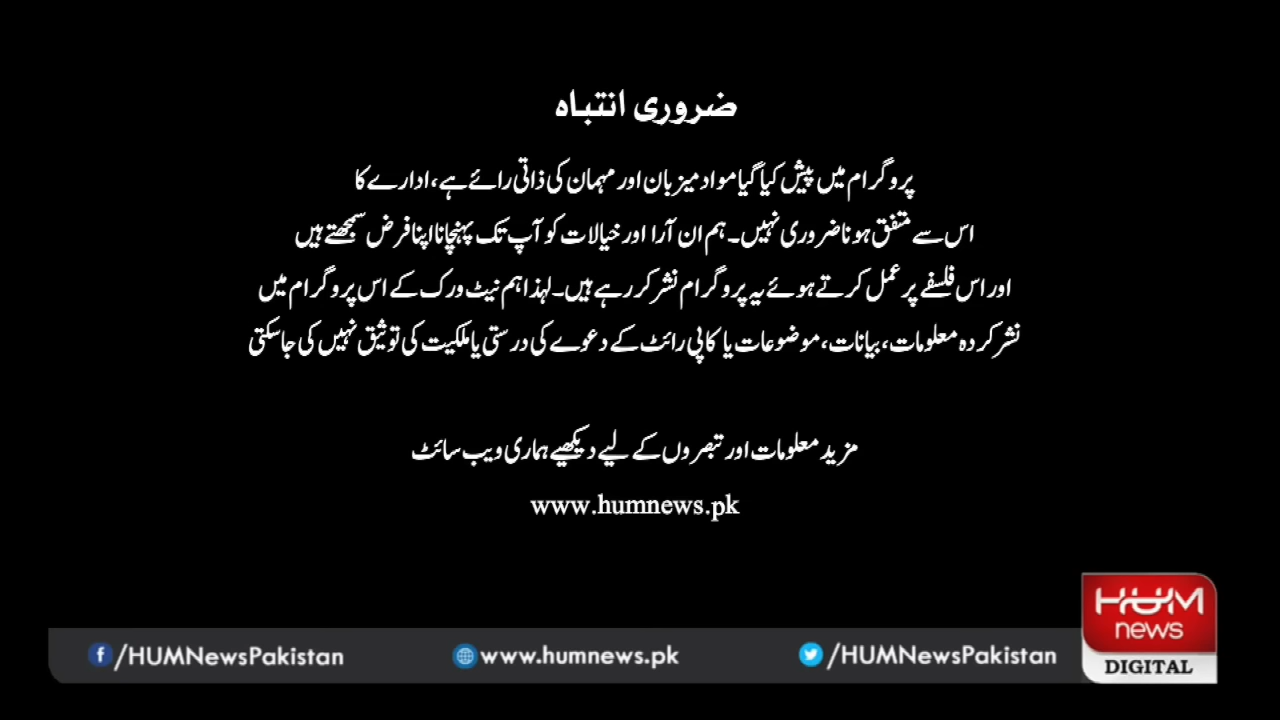 ضروری انتباہ
پروگرام میں پیش کیا گیا مواد میزبان اور مہمان کی ذاتی رائے ہے، ادارے کا
اس سے متفق ہونا ضروری نہیں۔ ہم ان آرا اور خیالات کو آپ تک پہنچانا اپنا فرض سمجھتے ہیں
اور اس فلسفے پر عمل کرتے ہوئے یہ پروگرام نشر کر رہے ہیں۔ لہذا ہم نیٹ ورک کے اس پروگرام میں
نشر کردہ معلومات، بیانات، موضوعات یا کاپی رائٹ کے دعوے کی درستی یا ملکیت کی توثیق نہیں کی جا سکتی
مزید معلومات اور تبصروں کے لیے دیکھیے ہماری ویب سائٹ
www.humnews.pk
/HUMNewsPakistan
www.humnews.pk
/HUMNewsPakistan
HUM
news
DIGITAL